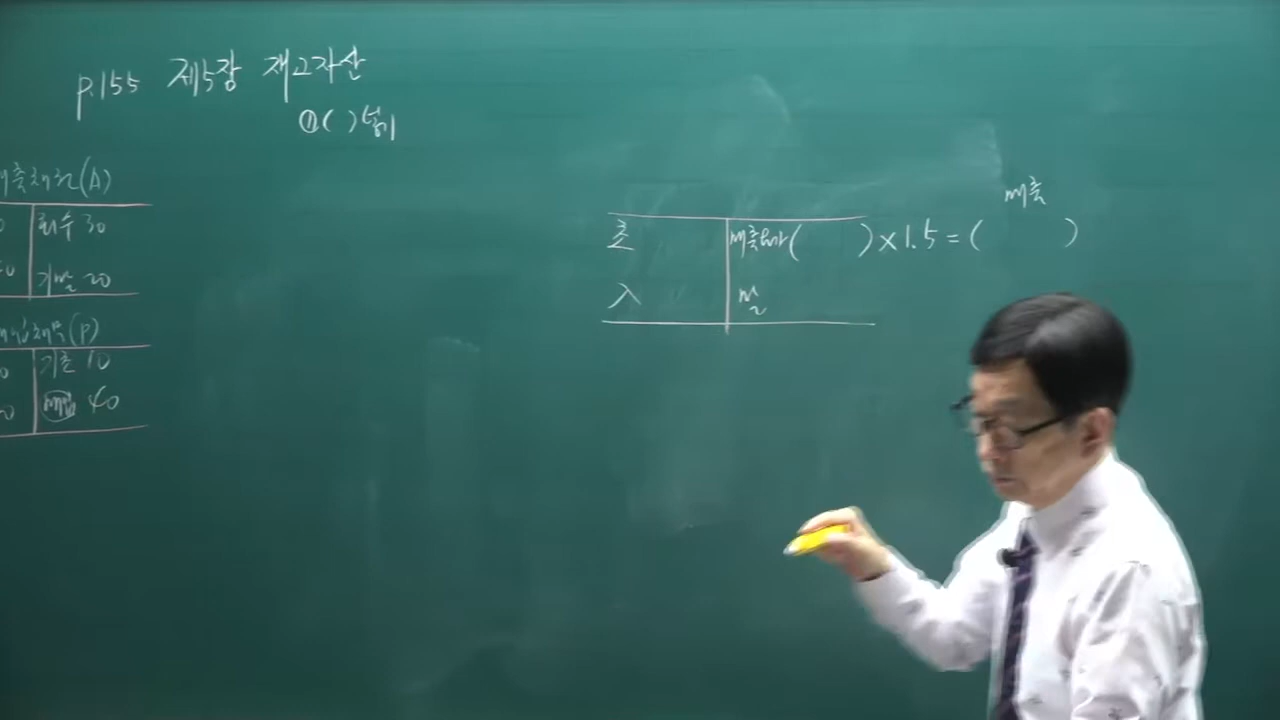 p.155 제5장 재고자산
①( )넣기
매출채권(A)
회수 30
기말 20
매입채무(P)
기초 10
매입 40
매출
초 매출원가( )×1.5=( )
入 말